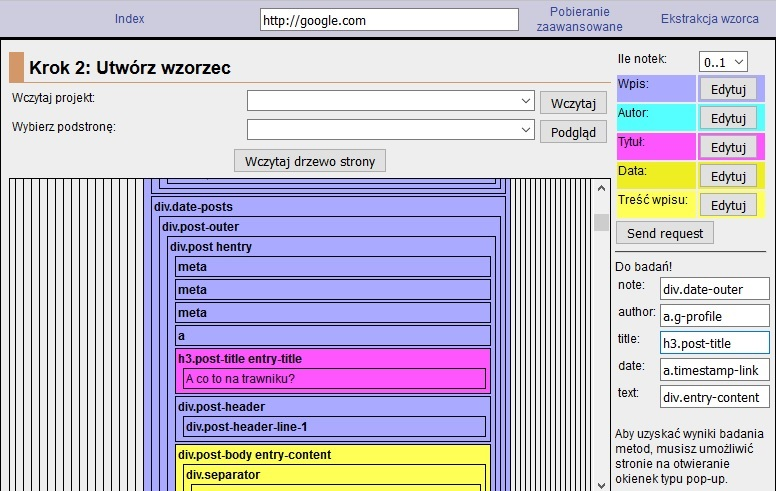 Index
http://google.com
Pobieranie
zaawansowane
Ekstrakcja wzorca
Krok 2: Utwórz wzorzec
Wczytaj projekt:
Wczytaj
Wybierz podstronę:
Podgląd
Wczytaj drzewo strony
div.date-posts
div.post-outer
div.post hentry
meta
meta
meta
a
h3.post-title entry-title
A co to na trawniku?
div.post-header
div.post-header-line-1
div.post-body entry-content
div.separator
Ile notek:
0..1
Wpis:
Edytuj
Autor:
Edytuj
Tytuł:
Edytuj
Data:
Edytuj
Treść wpisu:
Edytuj
Send request
Do badań!
note:
div.date-outer
author:
a.g-profile
title:
h3.post-title
date:
a.timestamp-link
text:
div.entry-content
Aby uzyskać wyniki badania
metod, musisz umożliwić
stronie na otwieranie
okienek typu pop-up.